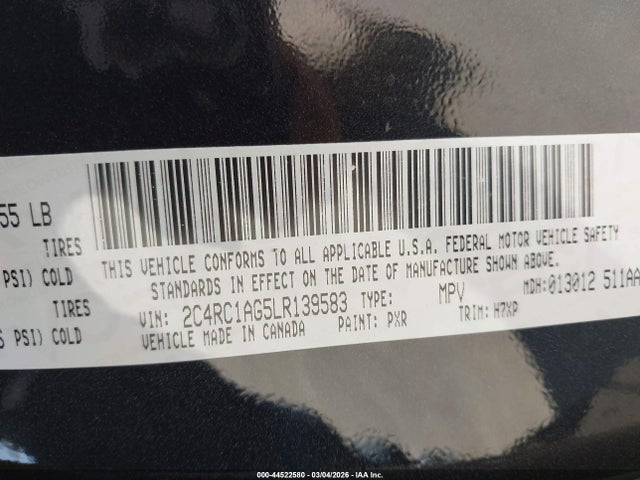 55 LB
TIRES
PSI) COLD
TIRES
PSI) COLD
THIS VEHICLE CONFORMS TO ALL APPLICABLE U.S.A. FEDERAL MOTOR VEHICLE SAFETY
STANDARDS IN EFFECT ON THE DATE OF MANUFACTURE SHOWN ABOVE.
VIN: 2C4RC1AG5LR139583 TYPE: MPV MDH:013012 511AA
VEHICLE MADE IN CANADA PAINT: PXR TRIM: H7XP
000-44522580 - 03/04/2026 - IAA Inc.